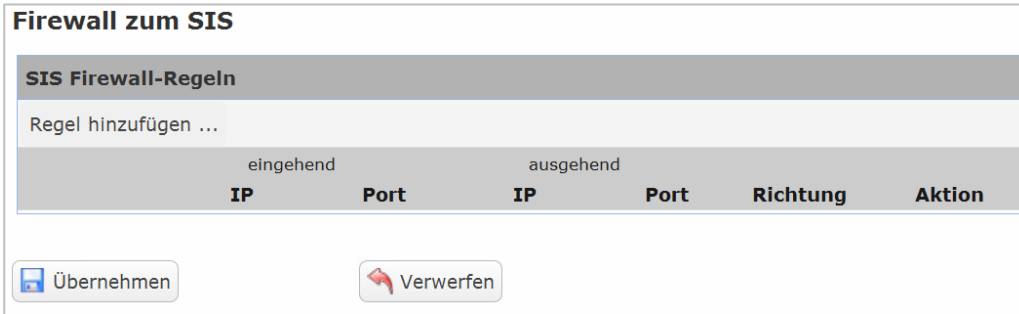 Firewall zum SIS
SIS Firewall-Regeln
Regel hinzufügen ...
eingehend ausgehend
IP Port IP Port Richtung Aktion
Übernehmen Verwerfen